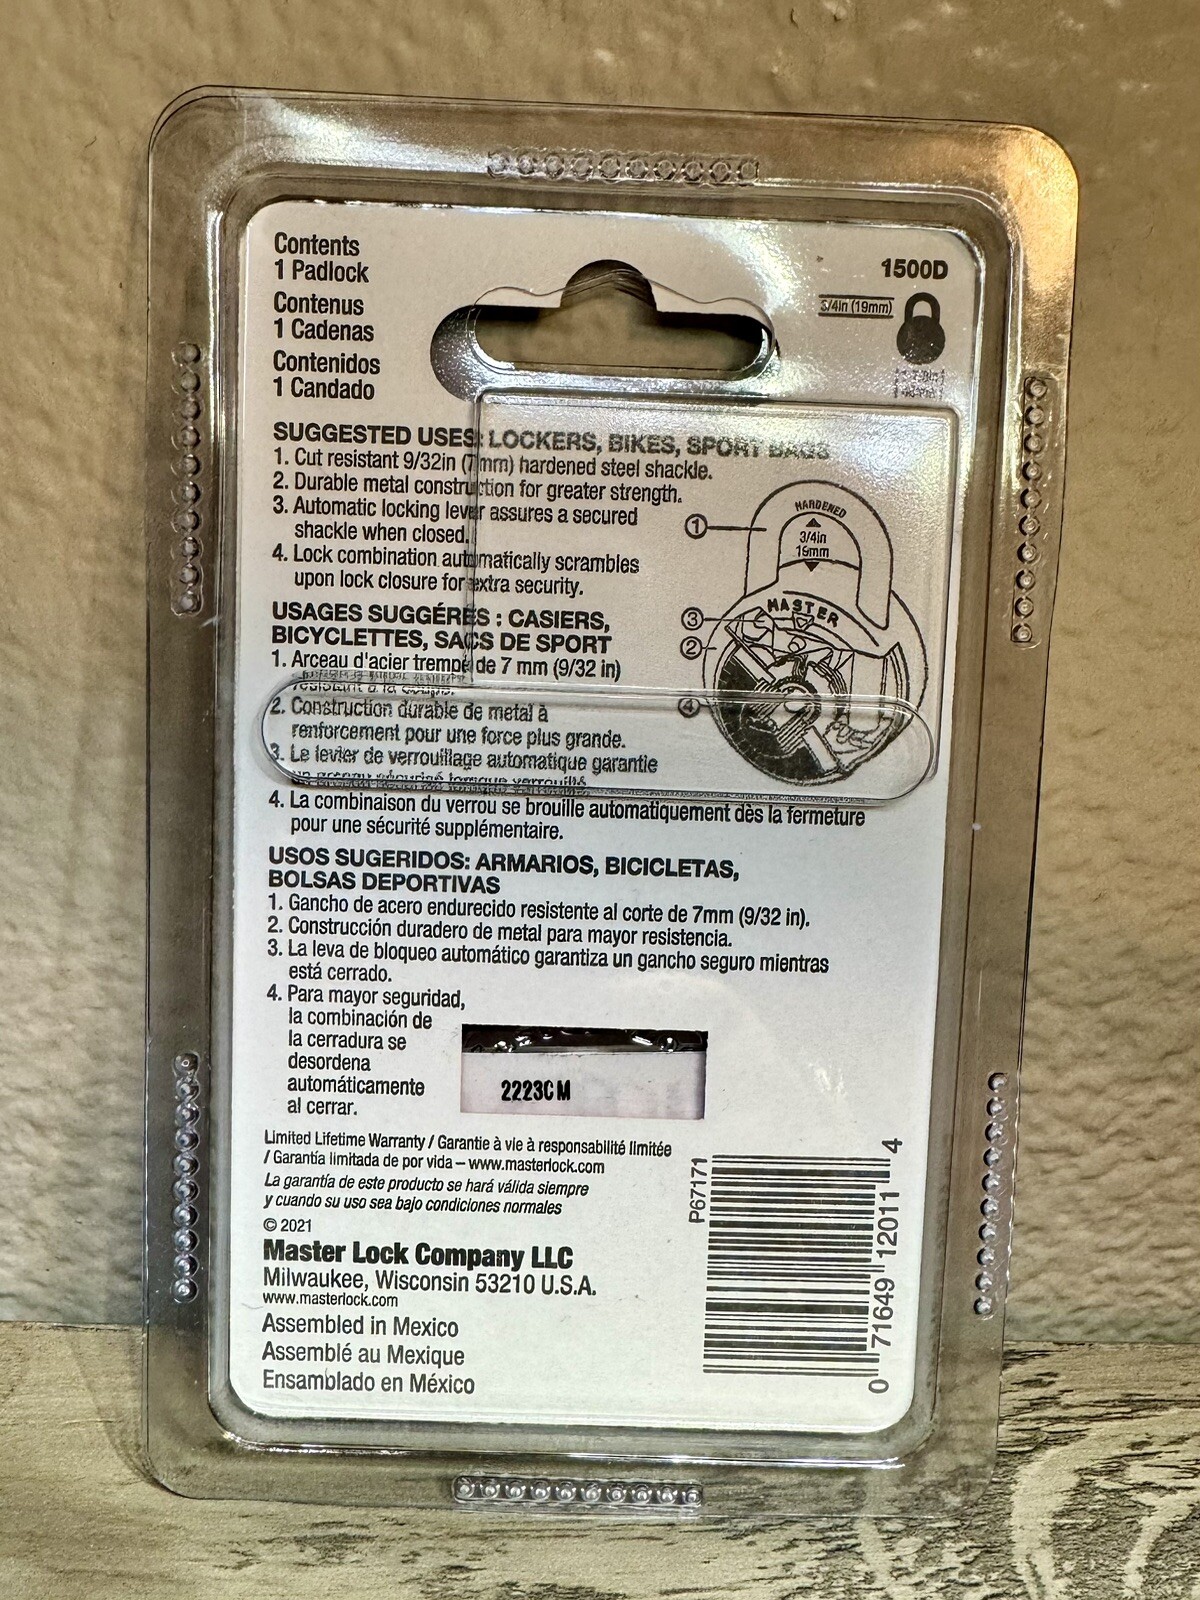 Contents
1 Padlock
Contenus
1 Cadenas
Contenidos
1 Candado
1500D
3/4in (19mm)
SUGGESTED USES: LOCKERS, BIKES, SPORT BAGS
1. Cut resistant 9/32in (7mm) hardened steel shackle.
2. Durable metal construction for greater strength.
3. Automatic locking lever assures a secured
shackle when closed.
4. Lock combination automatically scrambles
upon lock closure for extra security.
HARDENED
3/4in
19mm
MASTER
1
3
2
4
USAGES SUGGÉRÉS : CASIERS,
BICYCLETTES, SACS DE SPORT
1. Arceau d'acier trempé de 7 mm (9/32 in)
2. Construction durable de metal à
renforcement pour une force plus grande.
3. Le levier de verrouillage automatique garantie
4. La combinaison du verrou se brouille automatiquement dès la fermeture
pour une sécurité supplémentaire.
USOS SUGERIDOS: ARMARIOS, BICICLETAS,
BOLSAS DEPORTIVAS
1. Gancho de acero endurecido resistente al corte de 7mm (9/32 in).
2. Construcción duradero de metal para mayor resistencia.
3. La leva de bloqueo automático garantiza un gancho seguro mientras
está cerrado.
4. Para mayor seguridad,
la combinación de
la cerradura se
desordena
automáticamente
al cerrar.
2223CM
Limited Lifetime Warranty / Garantie à vie à responsabilité limitée
/ Garantía limitada de por vida – www.masterlock.com
La garantía de este producto se hará válida siempre
y cuando su uso sea bajo condiciones normales
© 2021
Master Lock Company LLC
Milwaukee, Wisconsin 53210 U.S.A.
www.masterlock.com
Assembled in Mexico
Assemblé au Mexique
Ensamblado en México
P67171
0 71649 12011 4